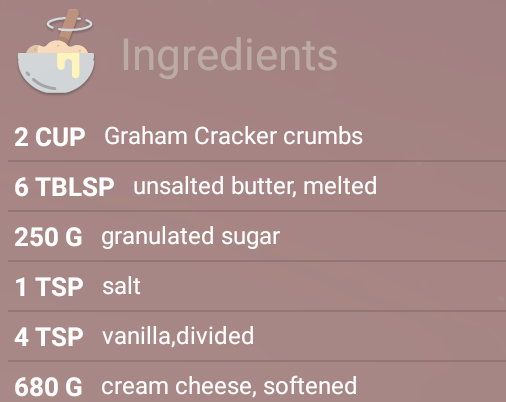 Ingredients
2 CUP Graham Cracker crumbs
6 TBLSP unsalted butter, melted
250 G granulated sugar
1 TSP salt
4 TSP vanilla,divided
680 G cream cheese, softened